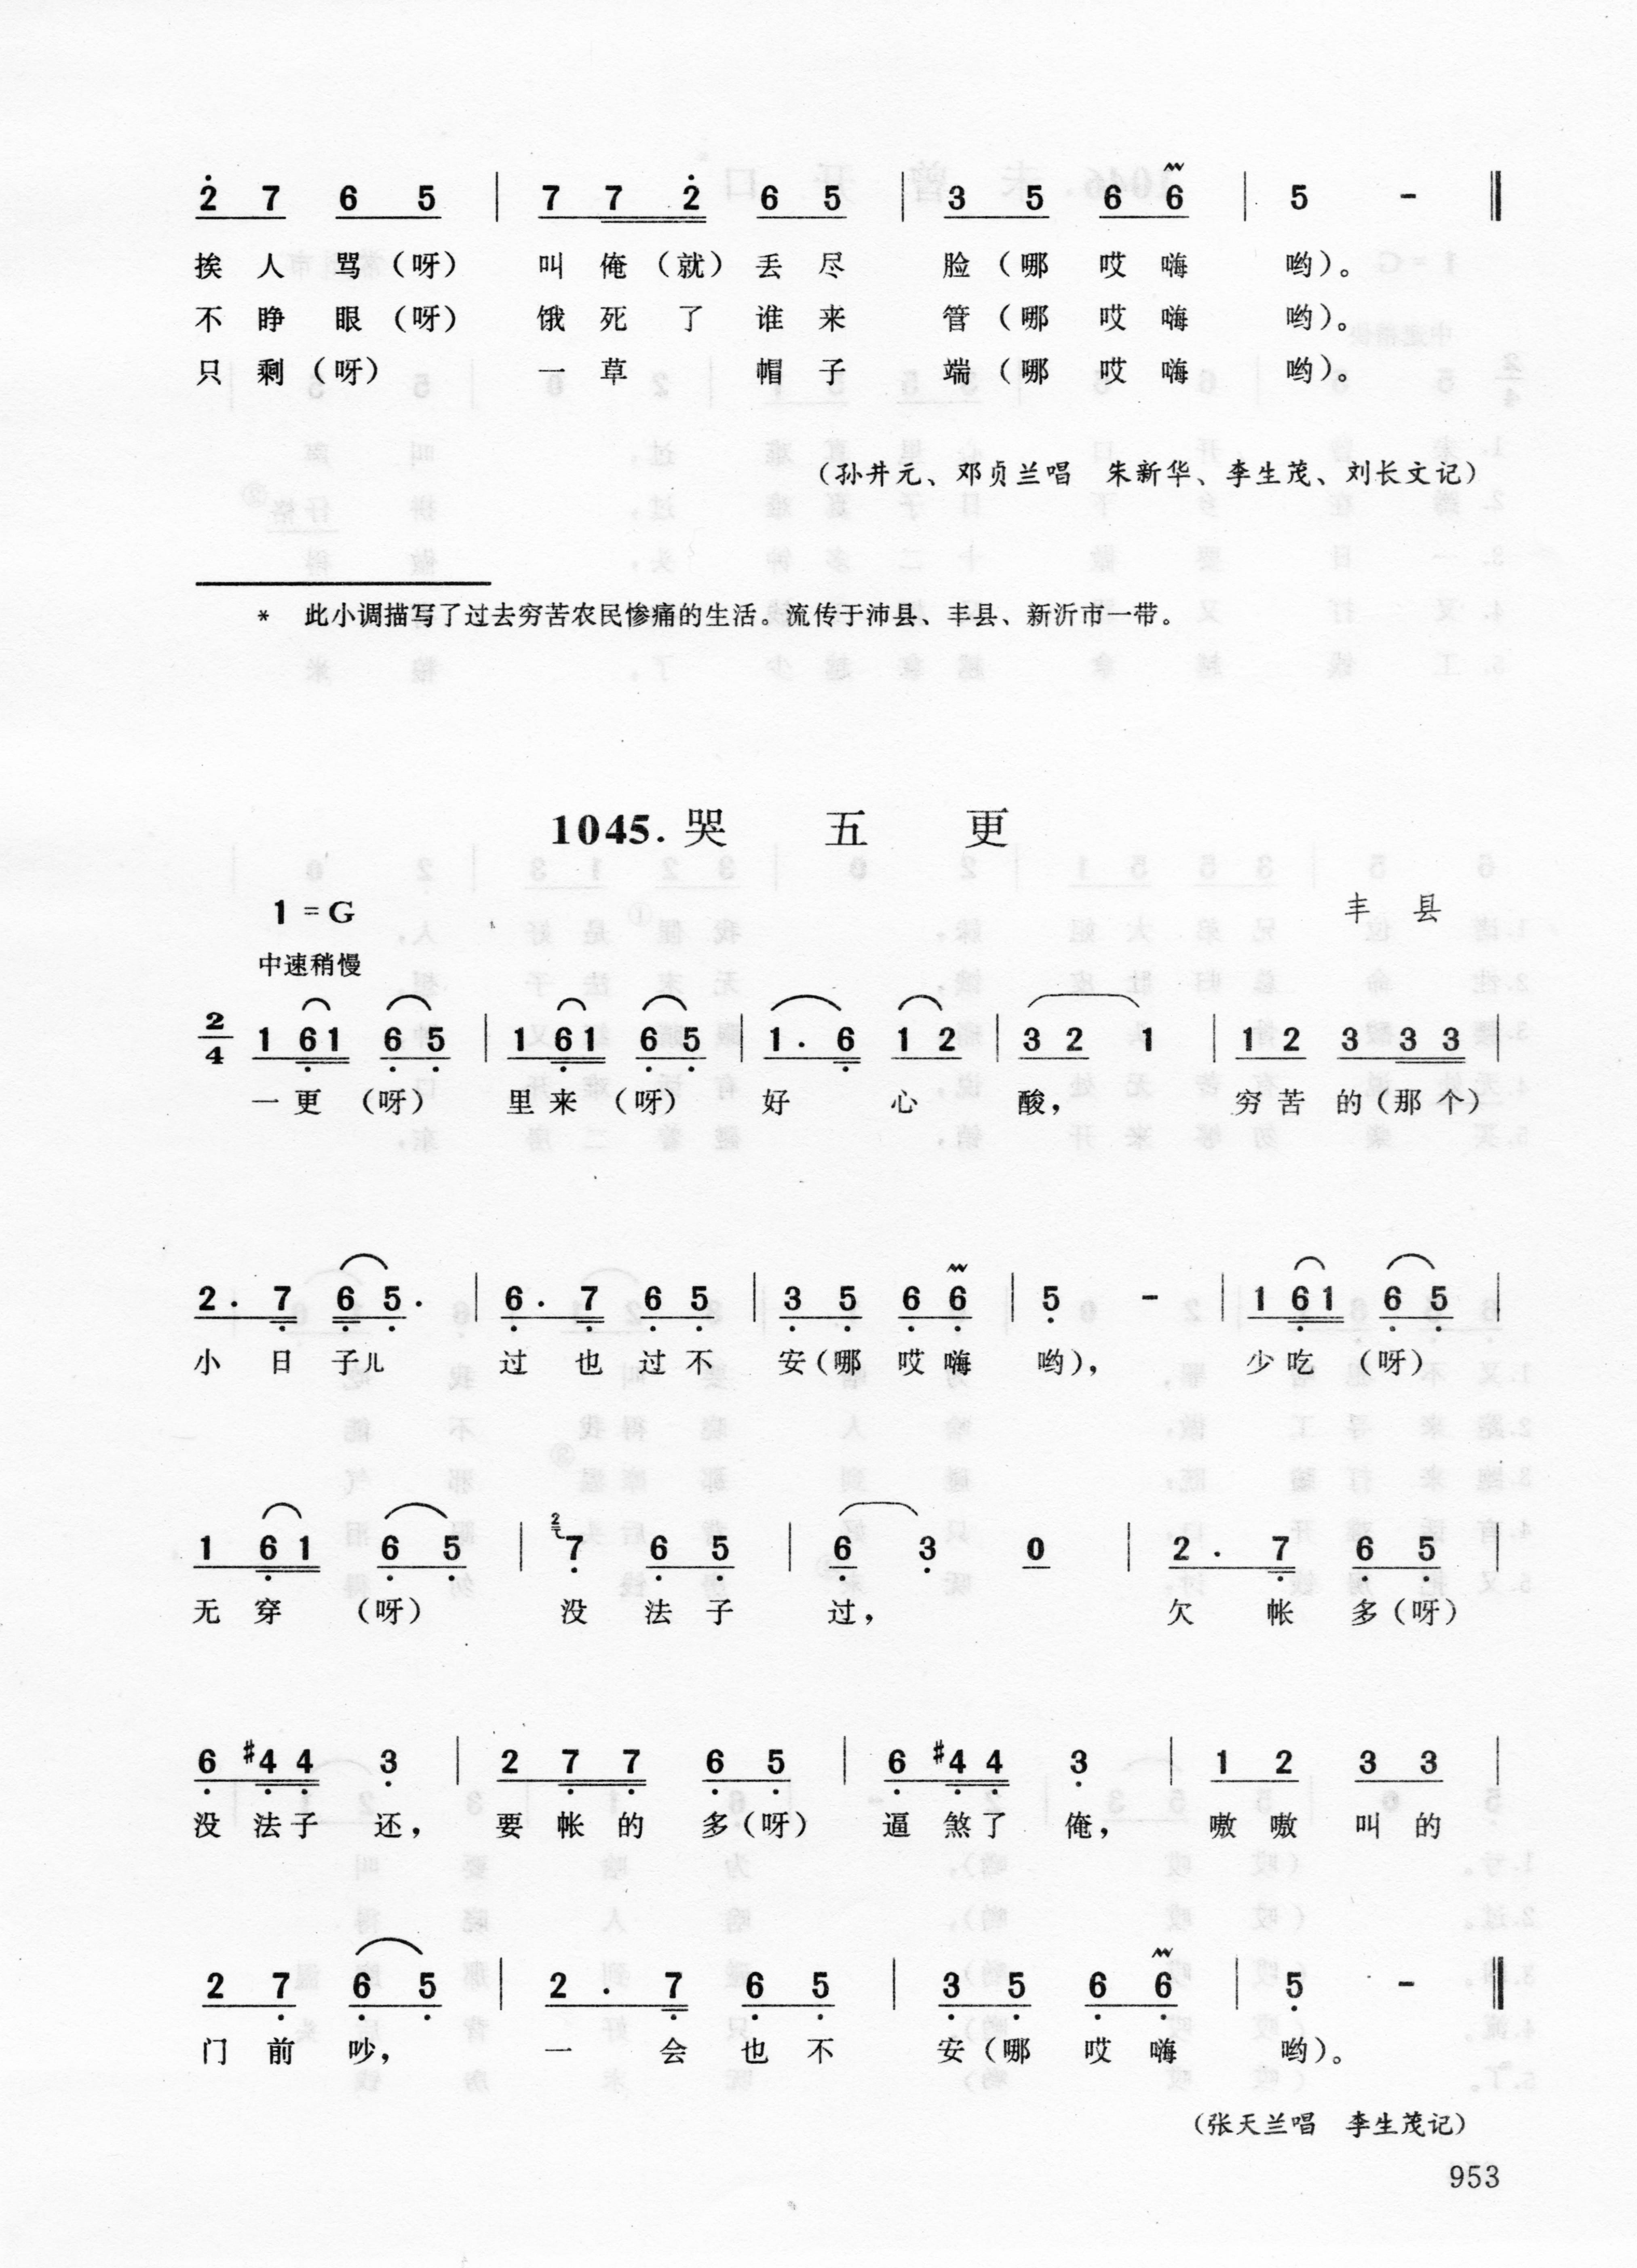 2̇ 7 6 5 | 7 7 2̇ 6 5 | 3 5 6 6 | 5 - ‖
挨 人 骂（呀） 叫 俺（就）丢 尽 脸（哪 哎 嗨 哟）。
不 睁 眼（呀） 饿 死 了 谁 来 管（哪 哎 嗨 哟）。
只 剩（呀） 一 草 帽 子 端（哪 哎 嗨 哟）。
（孙井元、邓贞兰唱 朱新华、李生茂、刘长文记）
* 此小调描写了过去穷苦农民惨痛的生活。流传于沛县、丰县、新沂市一带。
1045. 哭 五 更
1 = G 丰 县
中速稍慢
2/4 1 6̣ 1 6̣ 5̣ | 1 6̣ 1 6̣ 5̣ | 1 · 6̣ 1 2 | 3 2 1 | 1 2 3 3 3 |
一 更（呀） 里 来（呀） 好 心 酸， 穷 苦 的（那 个）
2 · 7̣ 6̣ 5̣ · | 6̣ · 7̣ 6̣ 5̣ | 3̣ 5̣ 6̣ 6̣ | 5̣ - | 1 6̣ 1 6̣ 5̣ |
小 日 子儿 过 也 过 不 安（哪 哎 嗨 哟）， 少 吃（呀）
1 6̣ 1 6̣ 5̣ | 2 7̣ 6̣ 5̣ | 6̣ 3̣ 0 | 2 · 7̣ 6̣ 5̣ |
无 穿 （呀） 没 法 子 过， 欠 帐 多（呀）
6̣ #4̣ 4̣ 3̣ | 2 7̣ 7̣ 6̣ 5̣ | 6̣ #4̣ 4̣ 3̣ | 1 2 3 3 |
没 法 子 还， 要 帐 的 多（呀） 逼 煞 了 俺， 嗷 嗷 叫 的
2 7̣ 6̣ 5̣ | 2 · 7̣ 6̣ 5̣ | 3̣ 5̣ 6̣ 6̣ | 5̣ - ‖
门 前 吵， 一 会 也 不 安（哪 哎 嗨 哟）。
（张天兰唱 李生茂记）
953